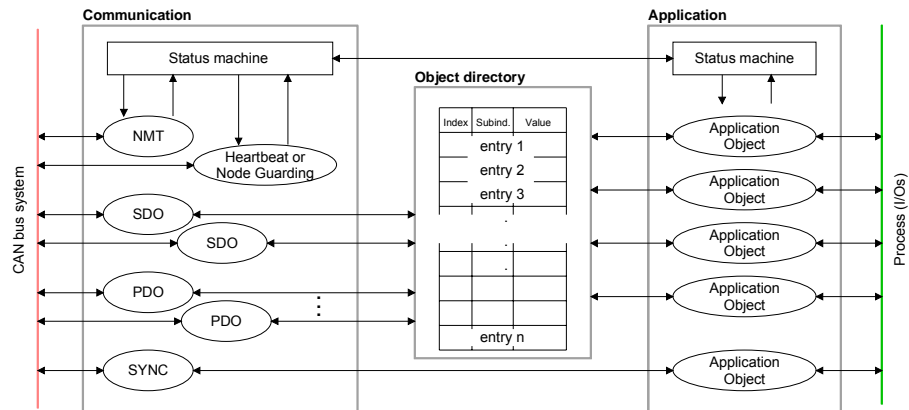 Communication
Application
Status machine
Status machine
Object directory
Index Subind. Value
NMT
Application
Object
entry 1
Heartbeat or
Node Guarding
entry 2
entry 3
Application
Object
SDO
SDO
Application
Object
CAN bus system
Process (I/Os)
PDO
Application
Object
PDO
entry n
SYNC
Application
Object